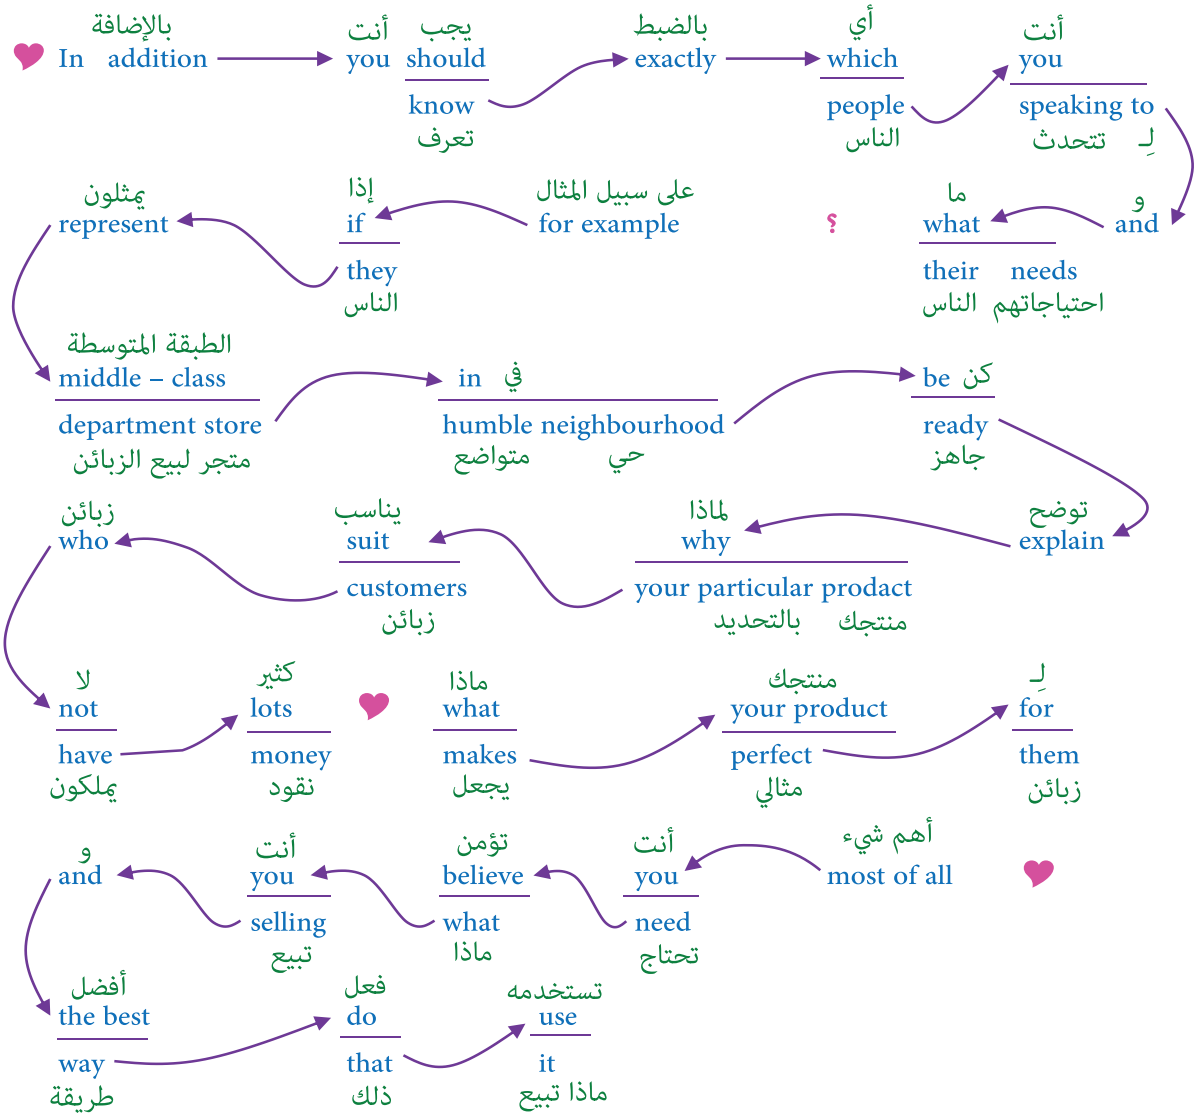 بالإضافة أنت يجب بالضبط أي أنت
In addition you should exactly which you
know people speaking to
تعرف الناس تتحدث لِـ
يمثلون إذا على سبيل المثال ما و
represent if for example ؟ what and
they their needs
الناس الناس احتياجاتهم
الطبقة المتوسطة
middle – class in في be كن
department store humble neighbourhood ready
متجر لبيع الزبائن متواضع حي جاهز
زبائن يناسب لماذا توضح
who suit why explain
customers your particular prodact
زبائن بالتحديد منتجك
لا كثير ماذا منتجك لِـ
not lots what your product for
have money makes perfect them
يملكون نقود يجعل مثالي زبائن
و أنت تؤمن أنت أهم شيء
and you believe you most of all
selling what need
تبيع ماذا تحتاج
أفضل فعل تستخدمه
the best do use
way that it
طريقة ذلك ماذا تبيع